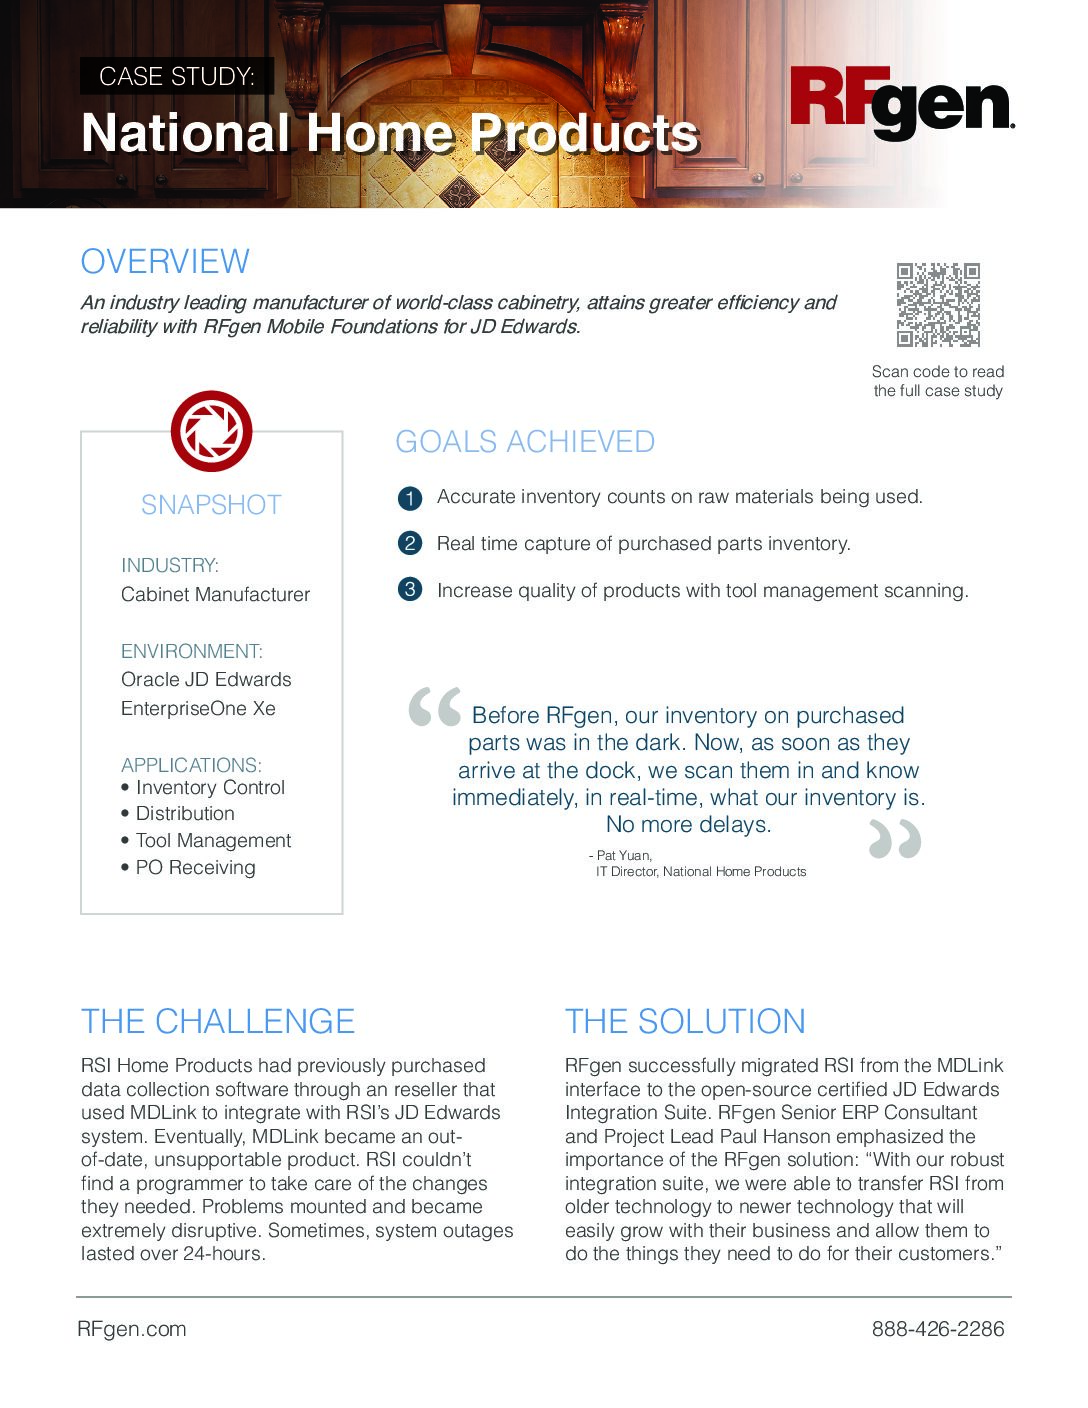 CASE STUDY:
National Home Products
RFgen.
OVERVIEW
An industry leading manufacturer of world-class cabinetry, attains greater efficiency and
reliability with RFgen Mobile Foundations for JD Edwards.
Scan code to read
the full case study
SNAPSHOT
INDUSTRY:
Cabinet Manufacturer
ENVIRONMENT:
Oracle JD Edwards
EnterpriseOne Xe
APPLICATIONS:
• Inventory Control
• Distribution
• Tool Management
• PO Receiving
GOALS ACHIEVED
1 Accurate inventory counts on raw materials being used.
2 Real time capture of purchased parts inventory.
3 Increase quality of products with tool management scanning.
“Before RFgen, our inventory on purchased
parts was in the dark. Now, as soon as they
arrive at the dock, we scan them in and know
immediately, in real-time, what our inventory is.
No more delays.”
- Pat Yuan,
IT Director, National Home Products
THE CHALLENGE
RSI Home Products had previously purchased
data collection software through an reseller that
used MDLink to integrate with RSI’s JD Edwards
system. Eventually, MDLink became an out-
of-date, unsupportable product. RSI couldn’t
find a programmer to take care of the changes
they needed. Problems mounted and became
extremely disruptive. Sometimes, system outages
lasted over 24-hours.
THE SOLUTION
RFgen successfully migrated RSI from the MDLink
interface to the open-source certified JD Edwards
Integration Suite. RFgen Senior ERP Consultant
and Project Lead Paul Hanson emphasized the
importance of the RFgen solution: “With our robust
integration suite, we were able to transfer RSI from
older technology to newer technology that will
easily grow with their business and allow them to
do the things they need to do for their customers.”
RFgen.com
888-426-2286